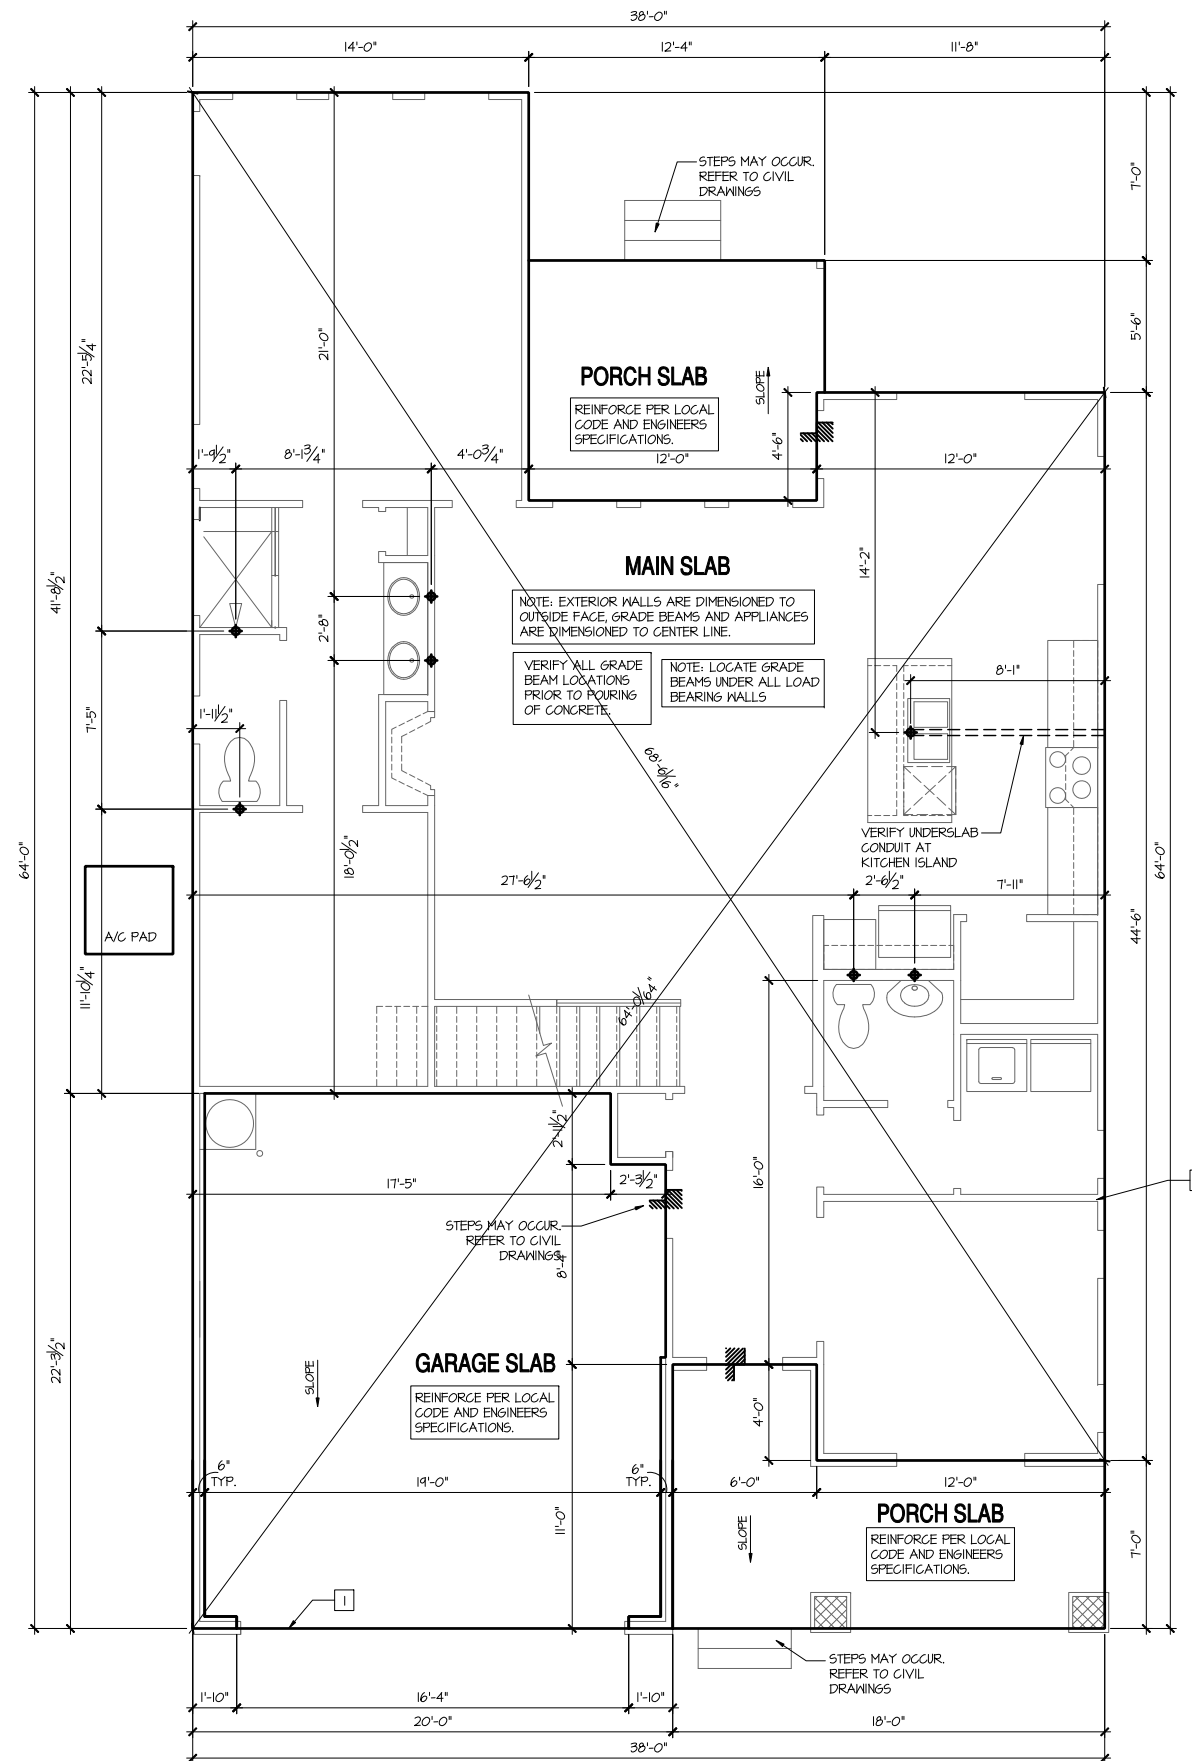 38'-0"
14'-0"
12'-4"
11'-8"
STEPS MAY OCCUR.
REFER TO CIVIL
DRAWINGS
7'-0"
5'-6"
22'-5 1/4"
21'-0"
PORCH SLAB
SLOPE
REINFORCE PER LOCAL
CODE AND ENGINEERS
SPECIFICATIONS.
4'-6"
1'-9 1/2"
8'-1 3/4"
4'-0 3/4"
12'-0"
12'-0"
MAIN SLAB
14'-2"
41'-8 1/2"
2'-8"
NOTE: EXTERIOR WALLS ARE DIMENSIONED TO
OUTSIDE FACE, GRADE BEAMS AND APPLIANCES
ARE DIMENSIONED TO CENTER LINE.
VERIFY ALL GRADE
BEAM LOCATIONS
PRIOR TO POURING
OF CONCRETE.
NOTE: LOCATE GRADE
BEAMS UNDER ALL LOAD
BEARING WALLS
8'-1"
7'-5"
1'-11 1/2"
VERIFY UNDERSLAB
CONDUIT AT
KITCHEN ISLAND
64'-0"
18'-0 1/2"
64'-0"
27'-6 1/2"
2'-6 1/2"
7'-11"
44'-6"
A/C PAD
11'-10 1/4"
2'-11 1/2"
16'-0"
17'-5"
2'-3 1/2"
STEPS MAY OCCUR.
REFER TO CIVIL
DRAWINGS
8'-4"
22'-3 1/2"
GARAGE SLAB
SLOPE
REINFORCE PER LOCAL
CODE AND ENGINEERS
SPECIFICATIONS.
4'-0"
6"
TYP.
19'-0"
6"
TYP.
6'-0"
12'-0"
11'-0"
SLOPE
PORCH SLAB
REINFORCE PER LOCAL
CODE AND ENGINEERS
SPECIFICATIONS.
7'-0"
1
STEPS MAY OCCUR.
REFER TO CIVIL
DRAWINGS
1'-10"
16'-4"
1'-10"
20'-0"
18'-0"
38'-0"